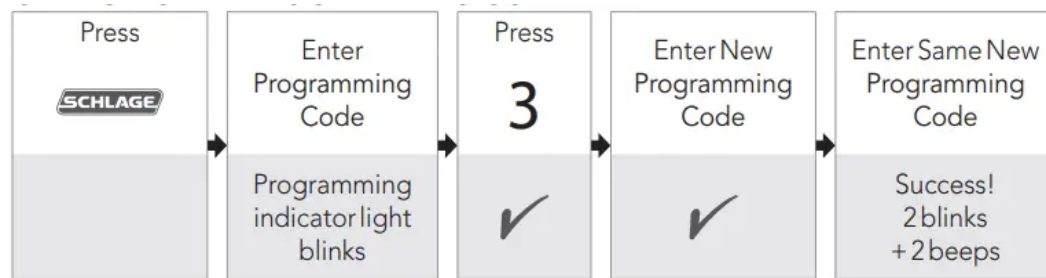 Press
SCHLAGE
Enter
Programming
Code
Programming
indicator light
blinks
Press
3
Enter New
Programming
Code
Enter Same New
Programming
Code
Success!
2 blinks
+ 2 beeps